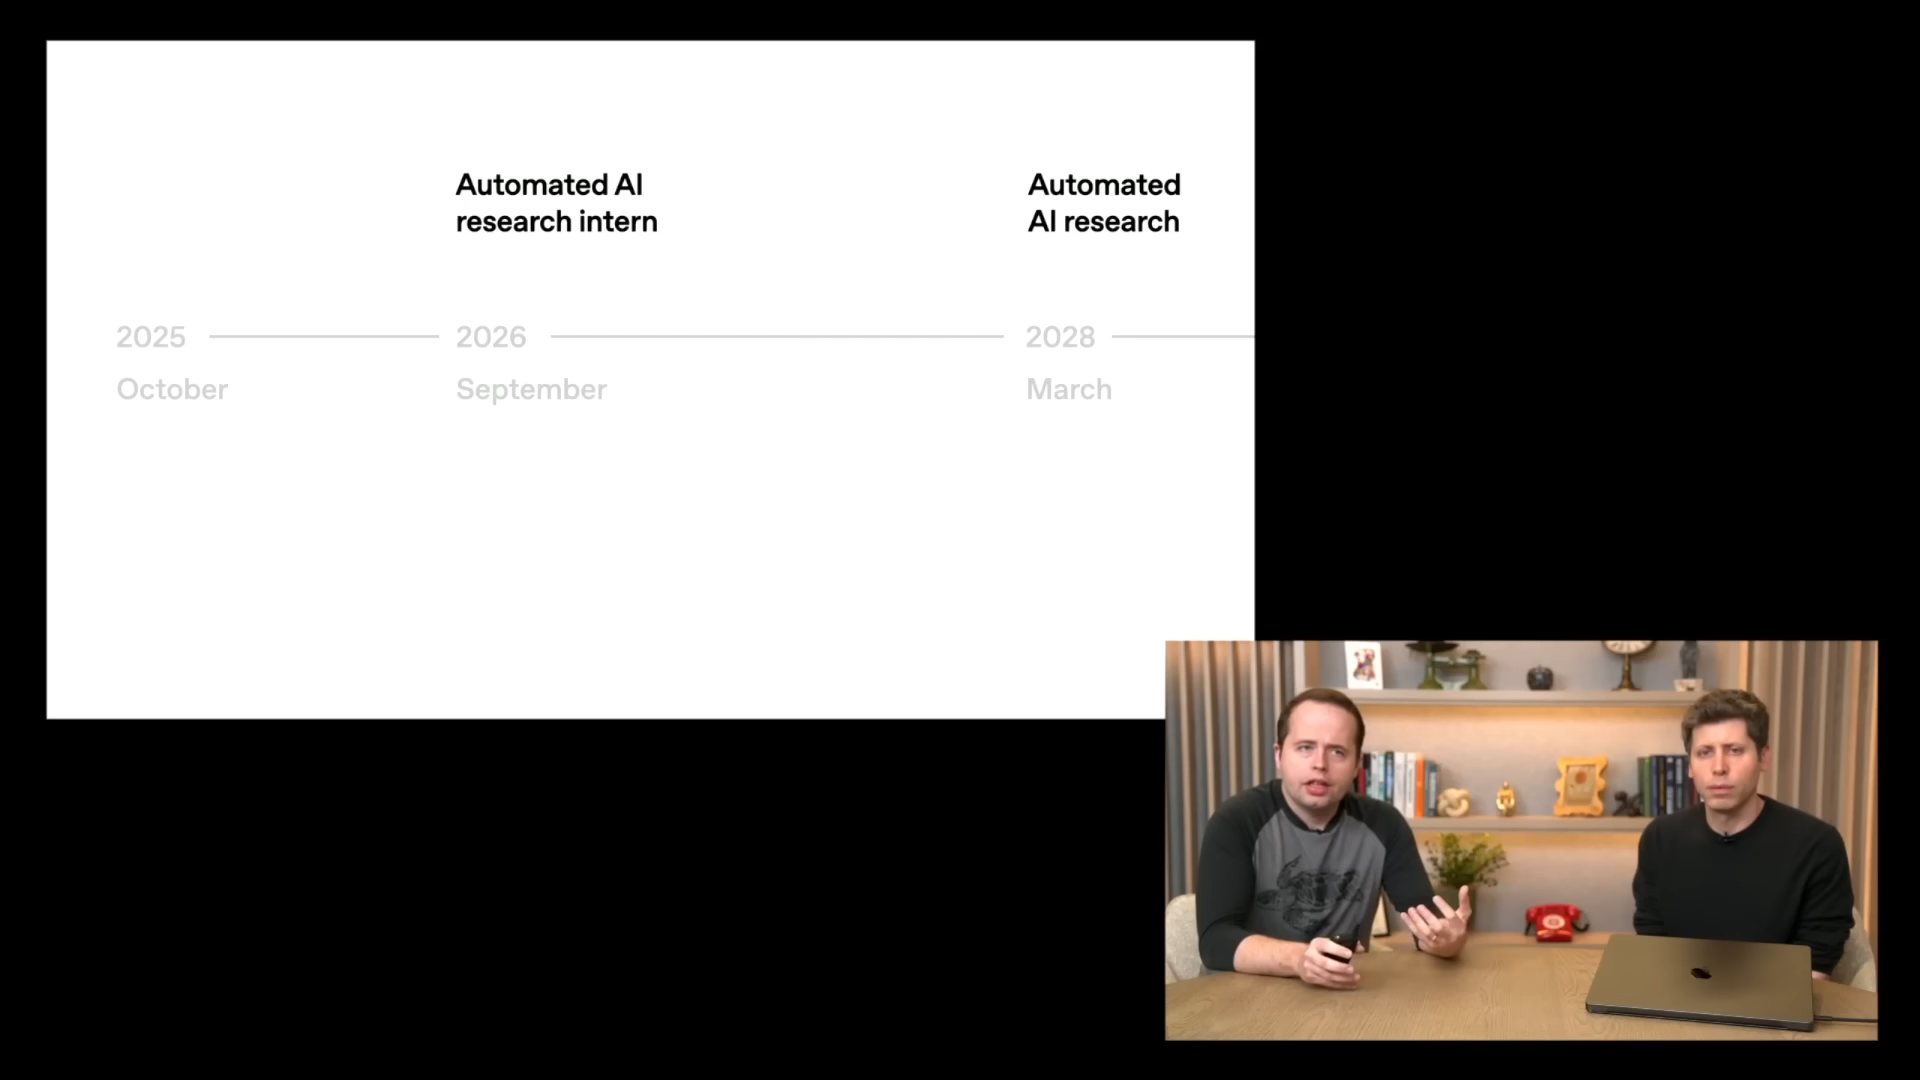 Automated AI
research intern
Automated
AI research
2025
2026
2028
October
September
March